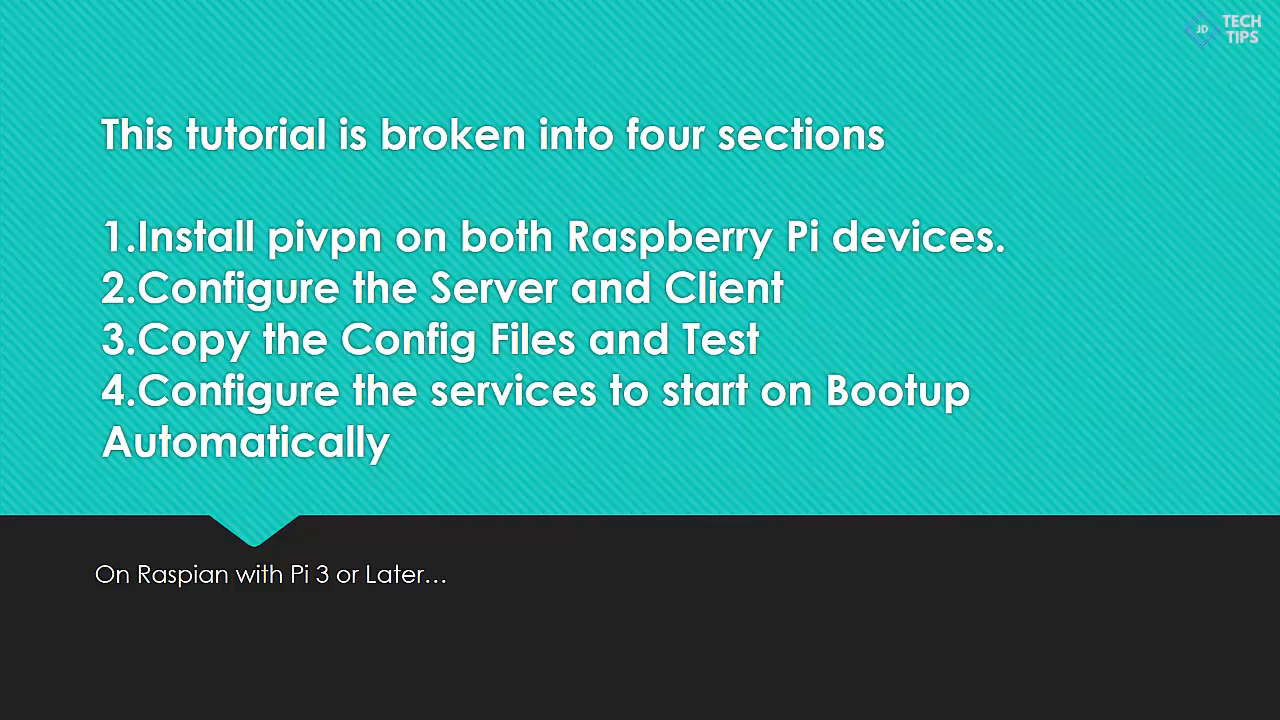 JD TECH
TIPS
This tutorial is broken into four sections
1.Install pivpn on both Raspberry Pi devices.
2.Configure the Server and Client
3.Copy the Config Files and Test
4.Configure the services to start on Bootup
Automatically
On Raspian with Pi 3 or Later...